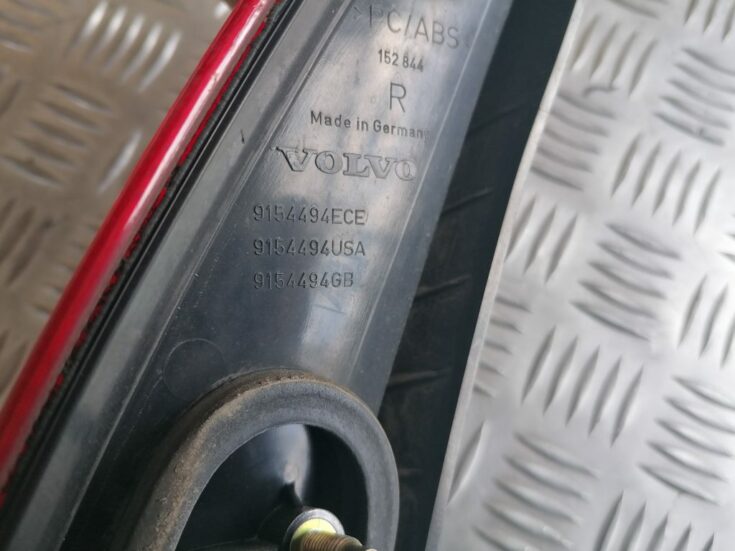 >PC/ABS<
152 844
R
Made in Germany
VOLVO
9154494ECE
9154494USA
9154494GB